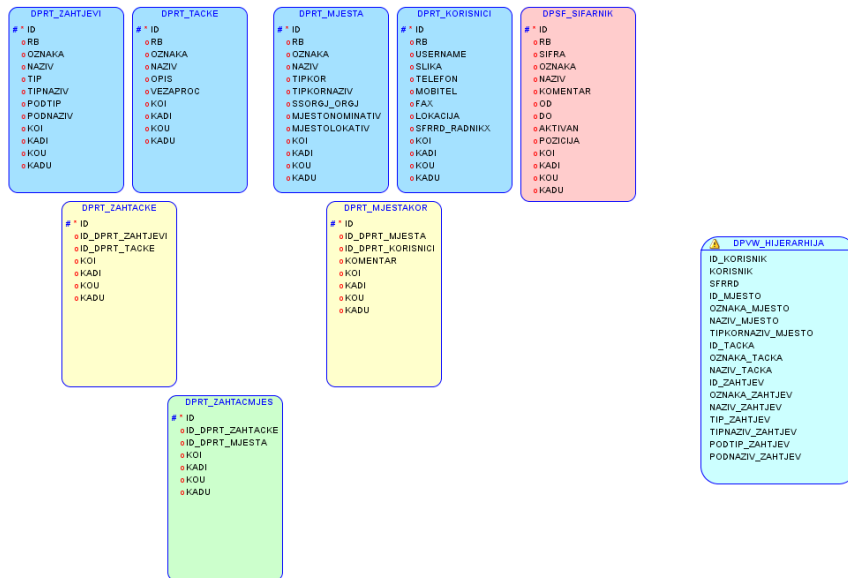 DPRT_ZAHTJEVI
# * ID
o RB
o OZNAKA
o NAZIV
o TIP
o TIPNAZIV
o PODTIP
o PODNAZIV
o KOI
o KADI
o KOU
o KADU
DPRT_TACKE
# * ID
o RB
o OZNAKA
o NAZIV
o OPIS
o VEZAPROC
o KOI
o KADI
o KOU
o KADU
DPRT_MJESTA
# * ID
o RB
o OZNAKA
o NAZIV
o TIPKOR
o TIPKORNAZIV
o SSORGJ_ORGJ
o MJESTONOMINATIV
o MJESTOLOKATIV
o KOI
o KADI
o KOU
o KADU
DPRT_KORISNICI
# * ID
o RB
o USERNAME
o SLIKA
o TELEFON
o MOBITEL
o FAX
o LOKACIJA
o SFRRD_RADNIKX
o KOI
o KADI
o KOU
o KADU
DPSF_SIFARNIK
# * ID
o RB
o SIFRA
o OZNAKA
o NAZIV
o KOMENTAR
o OD
o DO
o AKTIVAN
o POZICIJA
o KOI
o KADI
o KOU
o KADU
DPRT_ZAHTACKE
# * ID
o ID_DPRT_ZAHTJEVI
o ID_DPRT_TACKE
o KOI
o KADI
o KOU
o KADU
DPRT_MJESTAKOR
# * ID
o ID_DPRT_MJESTA
o ID_DPRT_KORISNICI
o KOMENTAR
o KOI
o KADI
o KOU
o KADU
DPVW_HIJERARHIJA
ID_KORISNIK
KORISNIK
SFRRD
ID_MJESTO
OZNAKA_MJESTO
NAZIV_MJESTO
TIPKORNAZIV_MJESTO
ID_TACKA
OZNAKA_TACKA
NAZIV_TACKA
ID_ZAHTJEV
OZNAKA_ZAHTJEV
NAZIV_ZAHTJEV
TIP_ZAHTJEV
TIPNAZIV_ZAHTJEV
PODTIP_ZAHTJEV
PODNAZIV_ZAHTJEV
DPRT_ZAHTACMJES
# * ID
o ID_DPRT_ZAHTACKE
o ID_DPRT_MJESTA
o KOI
o KADI
o KOU
o KADU